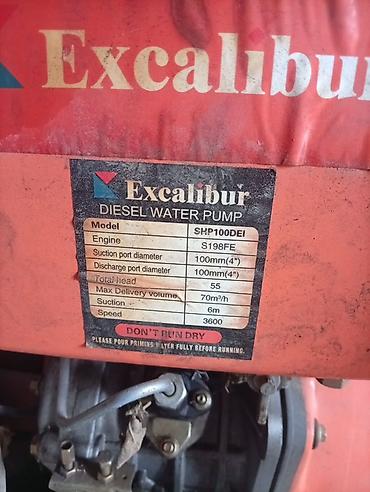 Excalibur
Excalibur
DIESEL WATER PUMP
Model SHP100DEI
Engine S198FE
Suction port diameter 100mm(4")
Discharge port diameter 100mm(4")
Total head 55
Max Delivery volume 70m³/h
Suction 6m
Speed 3600
DON'T RUN DRY
PLEASE POUR PRIMING WATER FULLY BEFORE RUNNING.